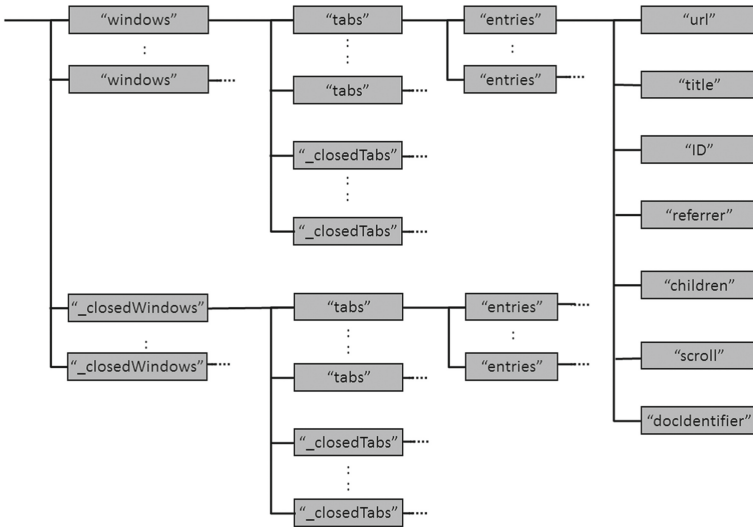 “windows”
“tabs”
“entries”
“url”
“windows”
“tabs”
“entries”
“title”
“_closedTabs”
“ID”
“_closedTabs”
“referrer”
“_closedWindows”
“tabs”
“entries”
“children”
“_closedWindows”
“tabs”
“entries”
“scroll”
“_closedTabs”
“docIdentifier”
“_closedTabs”